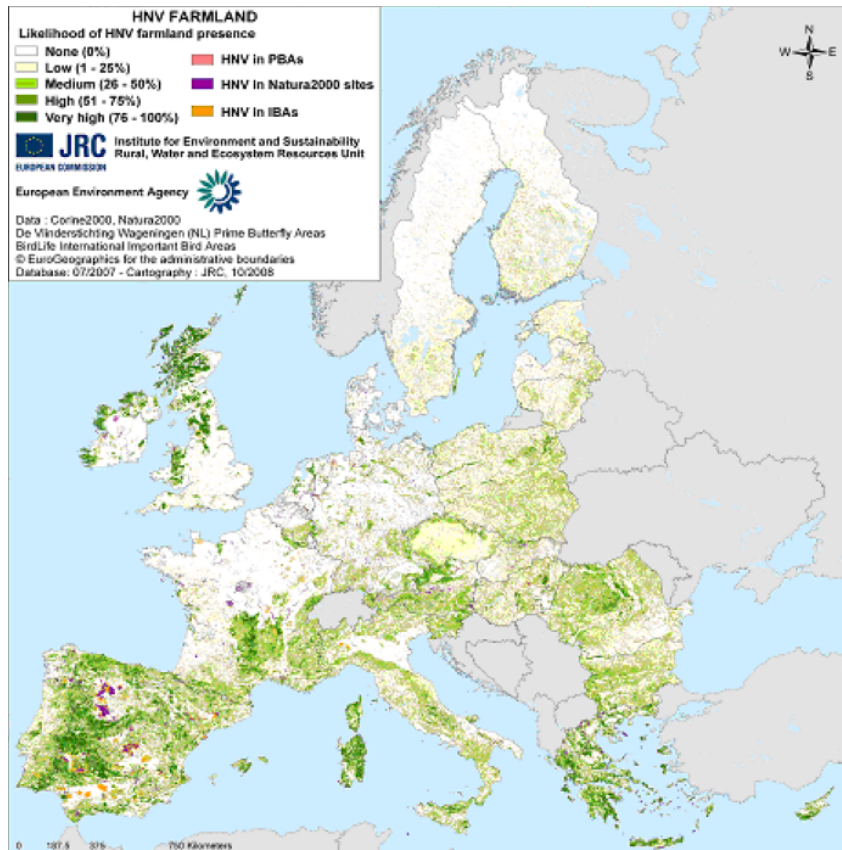 HNV FARMLAND
Likelihood of HNV farmland presence
None (0%)
Low (1 - 25%)
Medium (26 - 50%)
High (51 - 75%)
Very high (76 - 100%)
HNV in PBAs
HNV in Natura2000 sites
HNV in IBAs
JRC
EUROPEAN COMMISSION
Institute for Environment and Sustainability
Rural, Water and Ecosystem Resources Unit
European Environment Agency
Data : Corine2000, Natura2000
De Vlinderstichting Wageningen (NL) Prime Butterfly Areas
BirdLife International Important Bird Areas
© EuroGeographics for the administrative boundaries
Database: 07/2007 - Cartography : JRC, 10/2008
N
W E
S
0 187.5 375 750 Kilometers